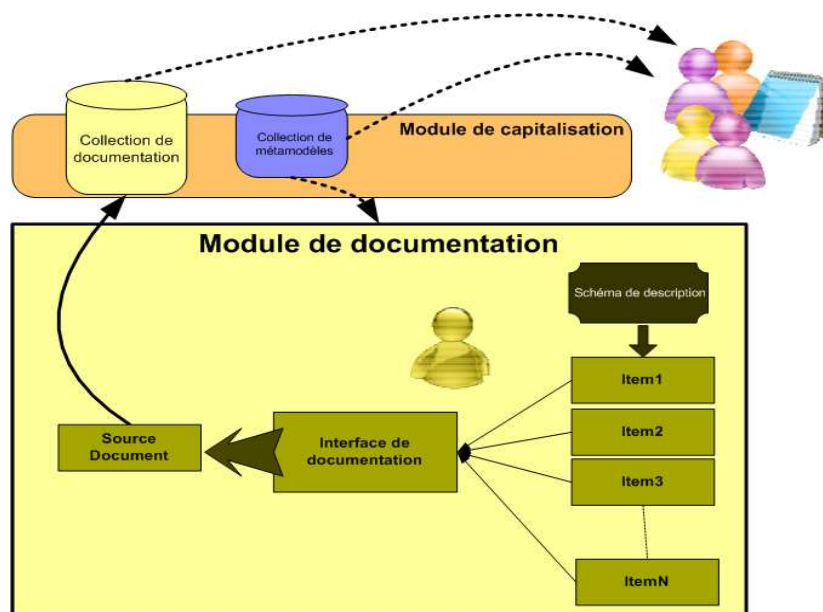 Collection de
documentation
Collection de
métamodèles
Module de capitalisation
Module de documentation
Schéma de description
Item1
Item2
Item3
ItemN
Interface de
documentation
Source
Document